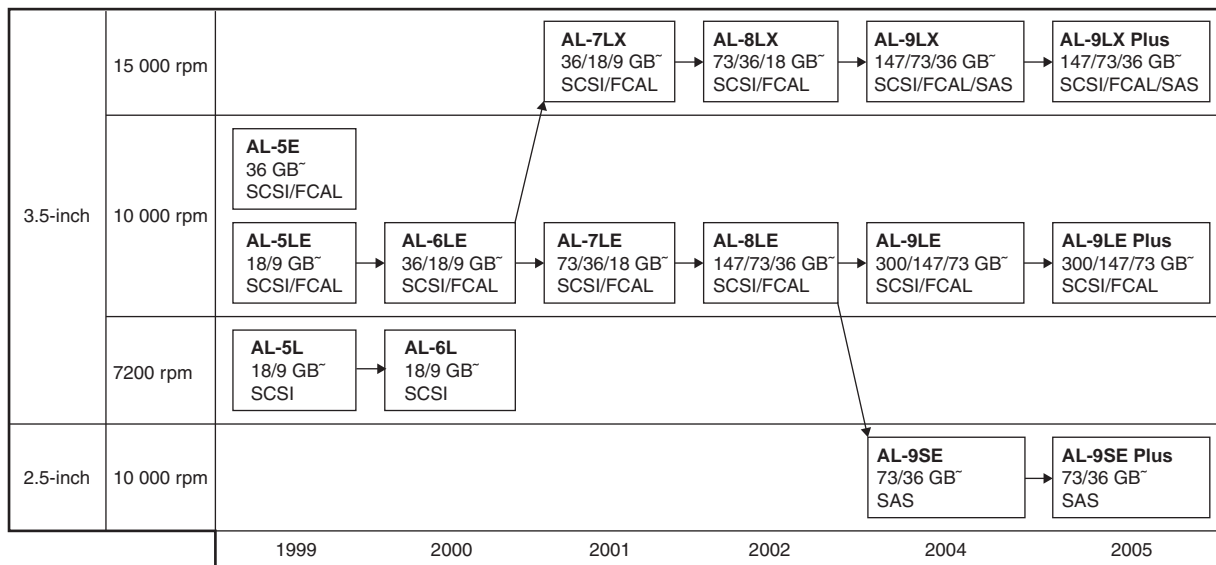 15 000 rpm
AL-7LX
36/18/9 GB~
SCSI/FCAL
AL-8LX
73/36/18 GB~
SCSI/FCAL
AL-9LX
147/73/36 GB~
SCSI/FCAL/SAS
AL-9LX Plus
147/73/36 GB~
SCSI/FCAL/SAS
3.5-inch
10 000 rpm
AL-5E
36 GB~
SCSI/FCAL
AL-5LE
18/9 GB~
SCSI/FCAL
AL-6LE
36/18/9 GB~
SCSI/FCAL
AL-7LE
73/36/18 GB~
SCSI/FCAL
AL-8LE
147/73/36 GB~
SCSI/FCAL
AL-9LE
300/147/73 GB~
SCSI/FCAL
AL-9LE Plus
300/147/73 GB~
SCSI/FCAL
7200 rpm
AL-5L
18/9 GB~
SCSI
AL-6L
18/9 GB~
SCSI
2.5-inch
10 000 rpm
AL-9SE
73/36 GB~
SAS
AL-9SE Plus
73/36 GB~
SAS
1999
2000
2001
2002
2004
2005